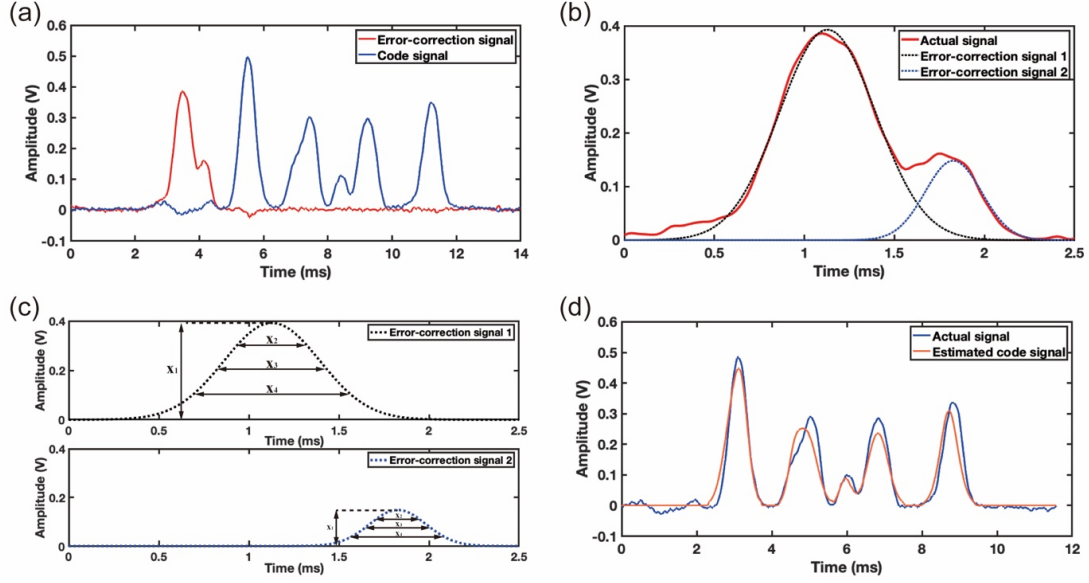 (a)
0.6
0.5
0.4
0.3
0.2
0.1
0
-0.1
Amplitude (V)
Error-correction signal
Code signal
0 2 4 6 8 10 12 14
Time (ms)
(b)
0.4
0.3
0.2
0.1
0
Amplitude (V)
Actual signal
Error-correction signal 1
Error-correction signal 2
0 0.5 1 1.5 2 2.5
Time (ms)
(c)
0.4
0.2
0
Amplitude (V)
Error-correction signal 1
X1
X2
X3
X4
0 0.5 1 1.5 2 2.5
Time (ms)
0.4
0.2
0
Amplitude (V)
Error-correction signal 2
0 0.5 1 1.5 2 2.5
Time (ms)
(d)
0.6
0.5
0.4
0.3
0.2
0.1
0
-0.1
Amplitude (V)
Actual signal
Estimated code signal
0 2 4 6 8 10 12
Time (ms)